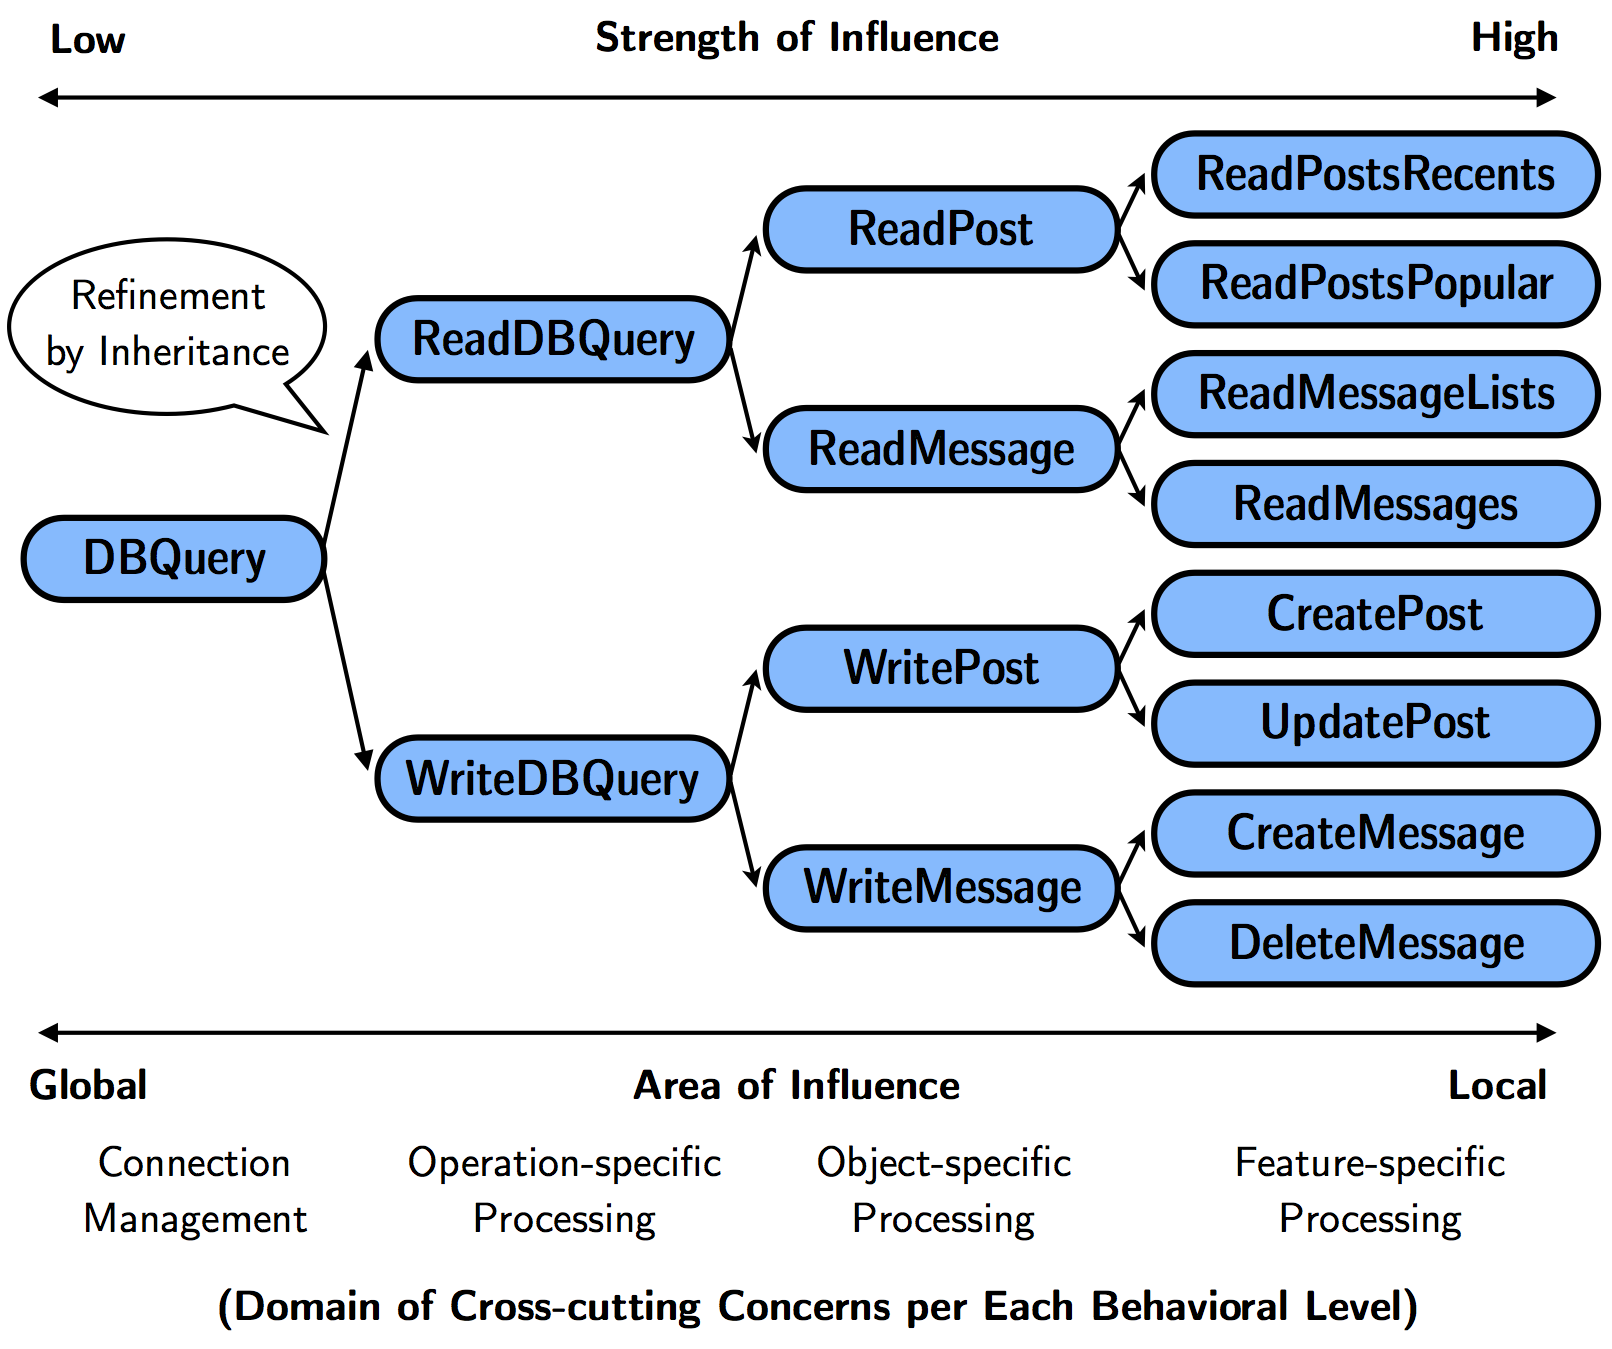 Low
Strength of Influence
High
Refinement
by Inheritance
DBQuery
ReadDBQuery
WriteDBQuery
ReadPost
ReadMessage
WritePost
WriteMessage
ReadPostsRecents
ReadPostsPopular
ReadMessageLists
ReadMessages
CreatePost
UpdatePost
CreateMessage
DeleteMessage
Global
Area of Influence
Local
Connection
Management
Operation-specific
Processing
Object-specific
Processing
Feature-specific
Processing
(Domain of Cross-cutting Concerns per Each Behavioral Level)